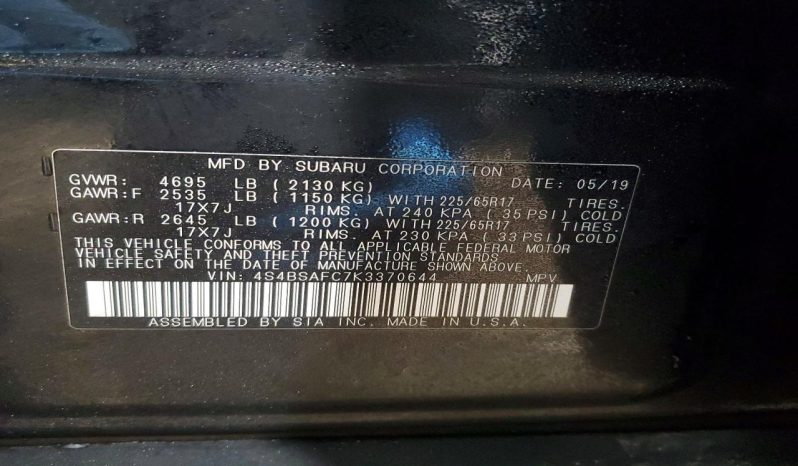 MFD BY SUBARU CORPORATION
GVWR: 4695 LB (2130 KG) DATE: 05/19
GAWR:F 2535 LB (1150 KG) WITH 225/65R17 TIRES.
17X7J RIMS. AT 240 KPA (35 PSI) COLD
GAWR:R 2645 LB (1200 KG) WITH 225/65R17 TIRES.
17X7J RIMS. AT 230 KPA (33 PSI) COLD
THIS VEHICLE CONFORMS TO ALL APPLICABLE FEDERAL MOTOR
VEHICLE SAFETY AND THEFT PREVENTION STANDARDS
IN EFFECT ON THE DATE OF MANUFACTURE SHOWN ABOVE.
VIN: 4S4BSAFC7K3370644 MPV
ASSEMBLED BY SIA INC. MADE IN U.S.A.